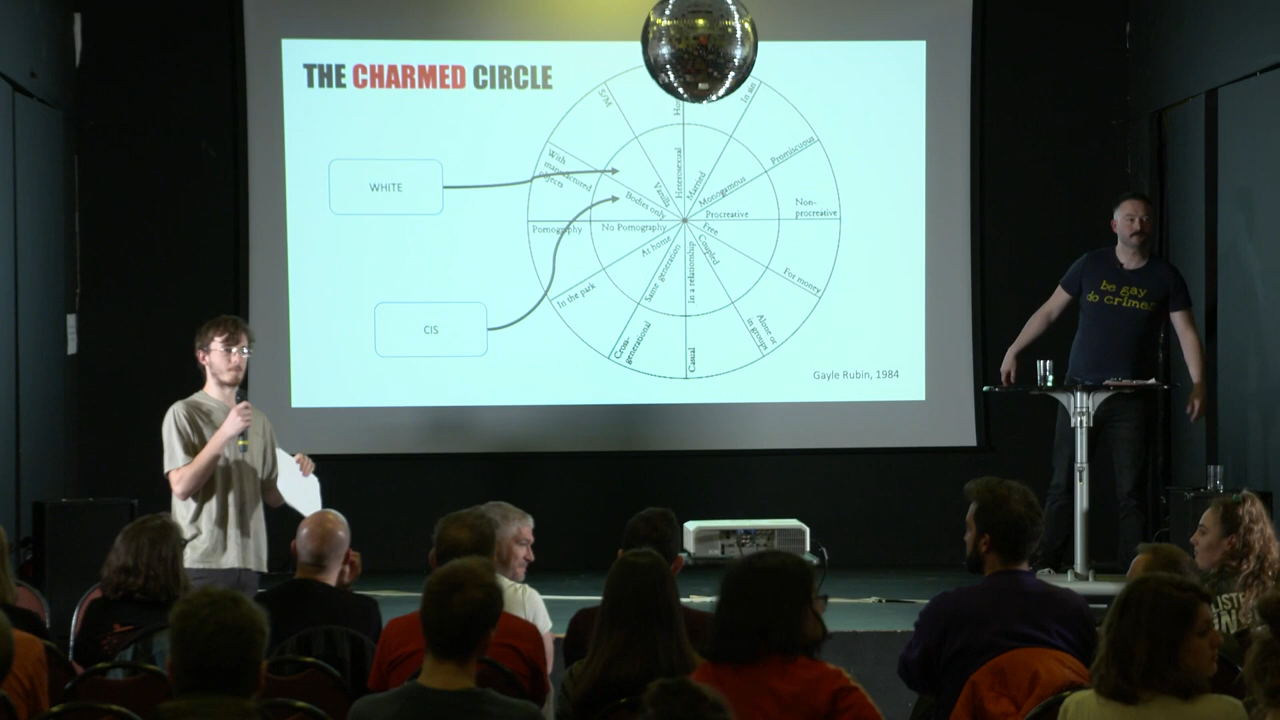 THE CHARMED CIRCLE
S/M
In sin
With
manufactured
objects
Promiscuous
WHITE
Heterosexual
Vanilla
Married
Monogamous
Bodies only
Procreative
Non-
procreative
Pornography
No Pornography
Free
At home
Coupled
Same generation
In a relationship
In the park
For money
CIS
Cross-
generational
Casual
Alone or
in groups
Gayle Rubin, 1984
be gay
do crimes